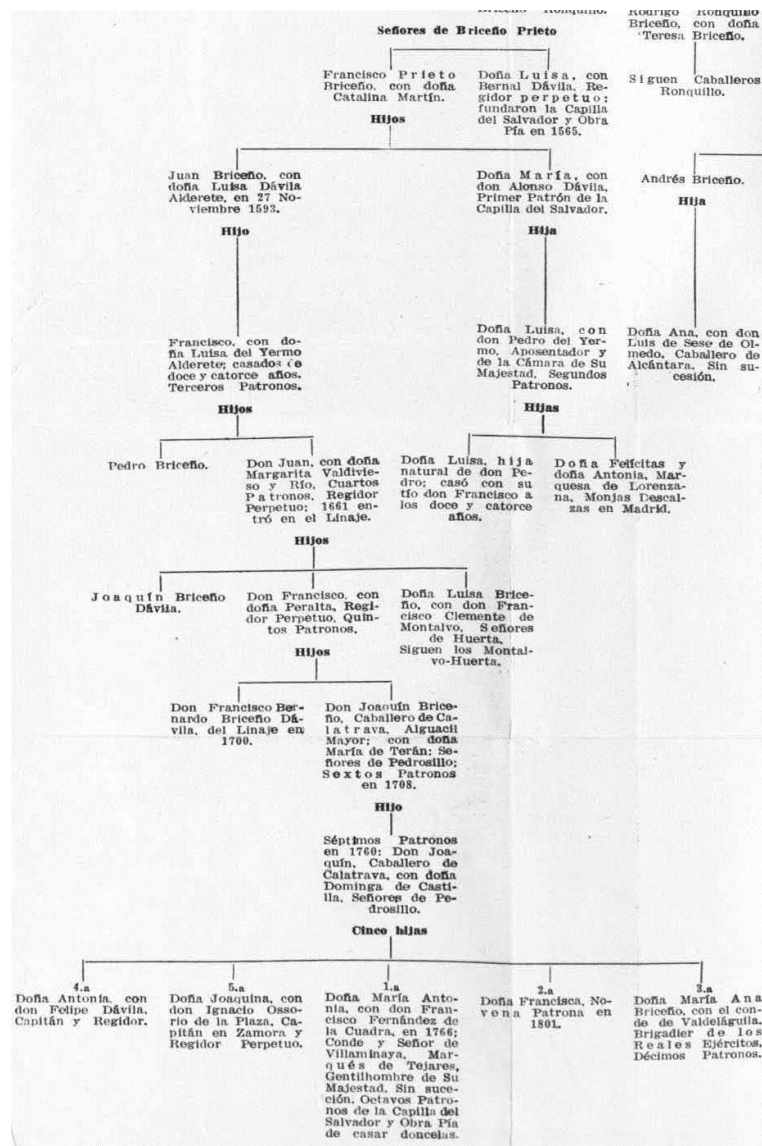 Briceño Ronquillo.
Rodrigo Ronquillo
Briceño, con doña
Teresa Briceño.
Señores de Briceño Prieto
Francisco Prieto
Briceño, con doña
Catalina Martín.
Doña Luisa, con
Bernal Dávila, Re-
gidor perpetuo;
fundaron la Capilla
del Salvador y Obra
Pía en 1565.
Siguen Caballeros
Ronquillo.
Hijos
Juan Briceño, con
doña Luisa Dávila
Alderete, en 27 No-
viembre 1593.
Doña María, con
don Alonso Dávila,
Primer Patrón de la
Capilla del Salvador.
Andrés Briceño.
Hijo
Hija
Hija
Francisco, con do-
ña Luisa del Yermo
Alderete; casados de
doce y catorce años.
Terceros Patronos.
Doña Luisa, con
don Pedro del Yer-
mo, Aposentador y
de la Cámara de Su
Majestad, Segundos
Patronos.
Doña Ana, con don
Luis de Sese de Ol-
medo, Caballero de
Alcántara. Sin su-
cesión.
Hijos
Hijas
Pedro Briceño.
Don Juan, con doña
Margarita Valdivie-
so y Río, Cuartos
Patronos. Regidor
Perpetuo; 1661 en-
tró en el Linaje.
Doña Luisa, hija
natural de don Pe-
dro; casó con su
tío don Francisco a
los doce y catorce
años.
Doña Felícitas y
doña Antonia, Mar-
quesa de Lorenza-
na, Monjas Descal-
zas en Madrid.
Hijos
Joaquín Briceño
Dávila.
Don Francisco, con
doña Peralta, Regi-
dor Perpetuo, Quin-
tos Patronos.
Doña Luisa Brice-
ño, con don Fran-
cisco Clemente de
Montalvo, Señores
de Huerta.
Siguen los Montal-
vo-Huerta.
Hijos
Don Francisco Ber-
nardo Briceño Dá-
vila, del Linaje en
1700.
Don Joaquín Brice-
ño, Caballero de Ca-
latrava, Alguacil
Mayor; con doña
María de Terán; Se-
ñores de Pedrosillo;
Sextos Patronos
en 1708.
Hijo
Séptimos Patronos
en 1760; Don Joa-
quín, Caballero de
Calatrava, con doña
Dominga de Casti-
lla, Señores de Pe-
drosillo.
Cinco hijas
4.a
Doña Antonia, con
don Felipe Dávila,
Capitán y Regidor.
5.a
Doña Joaquina, con
don Ignacio Osso-
rio de la Plaza, Ca-
pitán en Zamora y
Regidor Perpetuo.
1.a
Doña María Anto-
nia, con don Fran-
cisco Fernández de
la Cuadra, en 1766;
Conde y Señor de
Villaminaya, Mar-
qués de Tejares,
Gentilhombre de Su
Majestad. Sin suce-
ción. Octavos Patro-
nos de la Capilla del
Salvador y Obra Pía
de casar doncelas.
2.a
Doña Francisca, No-
vena Patrona en
1801.
3.a
Doña María Ana
Briceño, con el con-
de de Valdeláguila,
Brigadier de los
Reales Ejércitos,
Décimos Patronos.